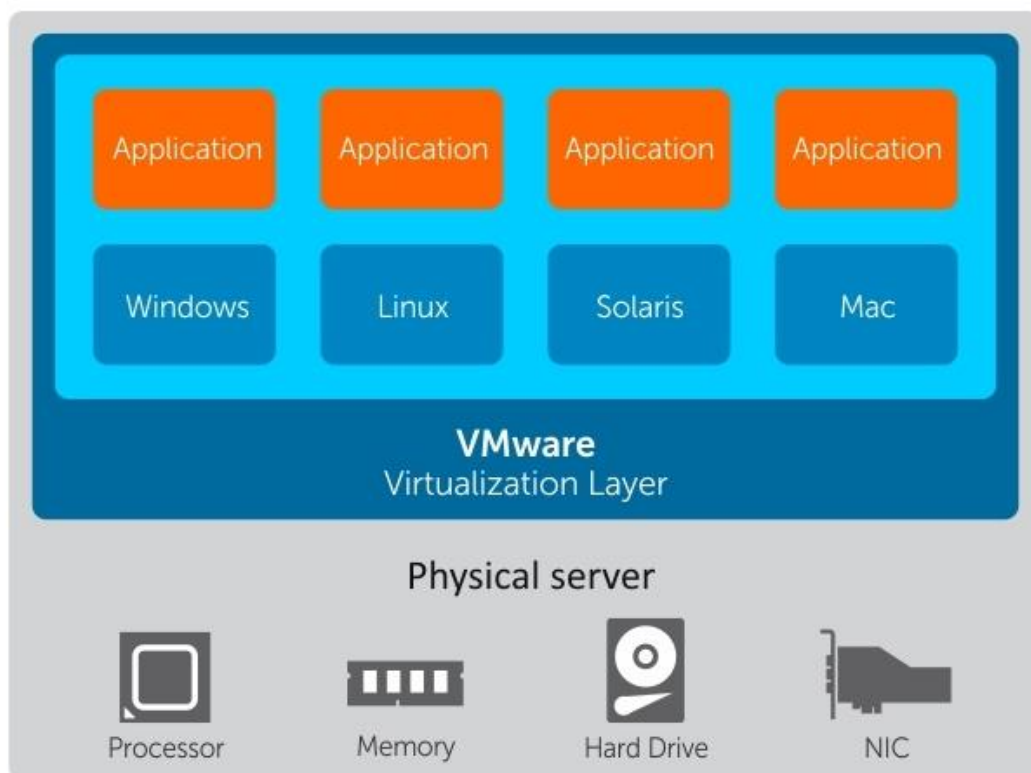 Application Application Application Application
Windows Linux Solaris Mac
VMware
Virtualization Layer
Physical server
Processor Memory Hard Drive NIC